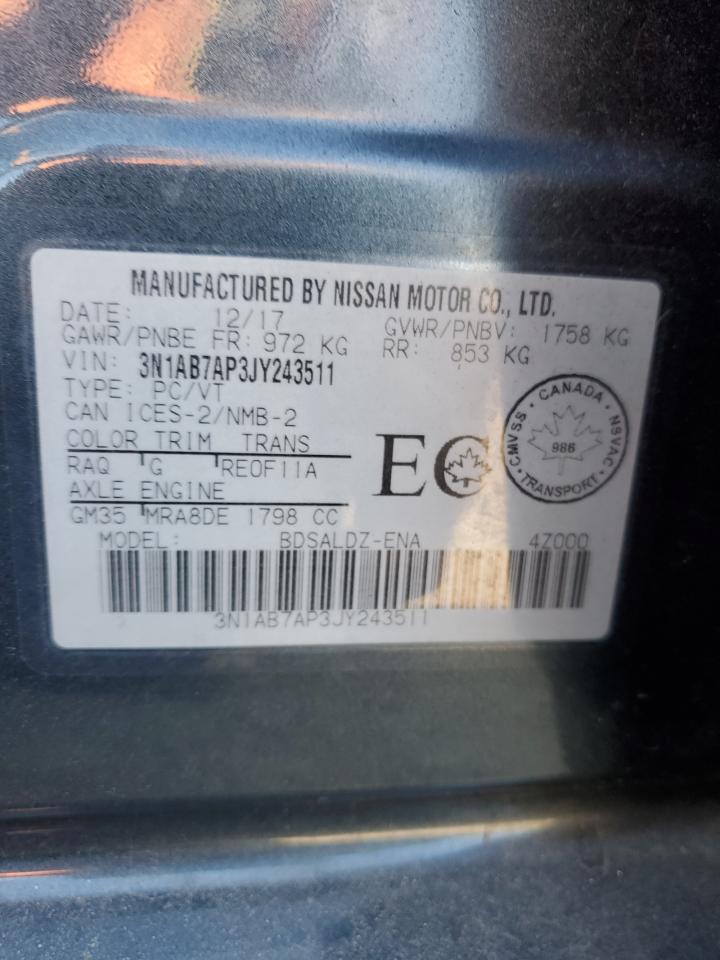 MANUFACTURED BY NISSAN MOTOR CO., LTD.
DATE: 12/17 GVWR/PNBV: 1758 KG
GAWR/PNBE FR: 972 KG RR: 853 KG
VIN: 3N1AB7AP3JY243511
TYPE: PC/VT
CAN ICES-2/NMB-2
COLOR TRIM TRANS
RAQ G RE0F11A
AXLE ENGINE
GM35 MRA8DE 1798 CC
EC
CMVSS · CANADA · NSVAC · TRANSPORT ·
986
MODEL: BDSALDZ-ENA 4Z000
3N1AB7AP3JY243511